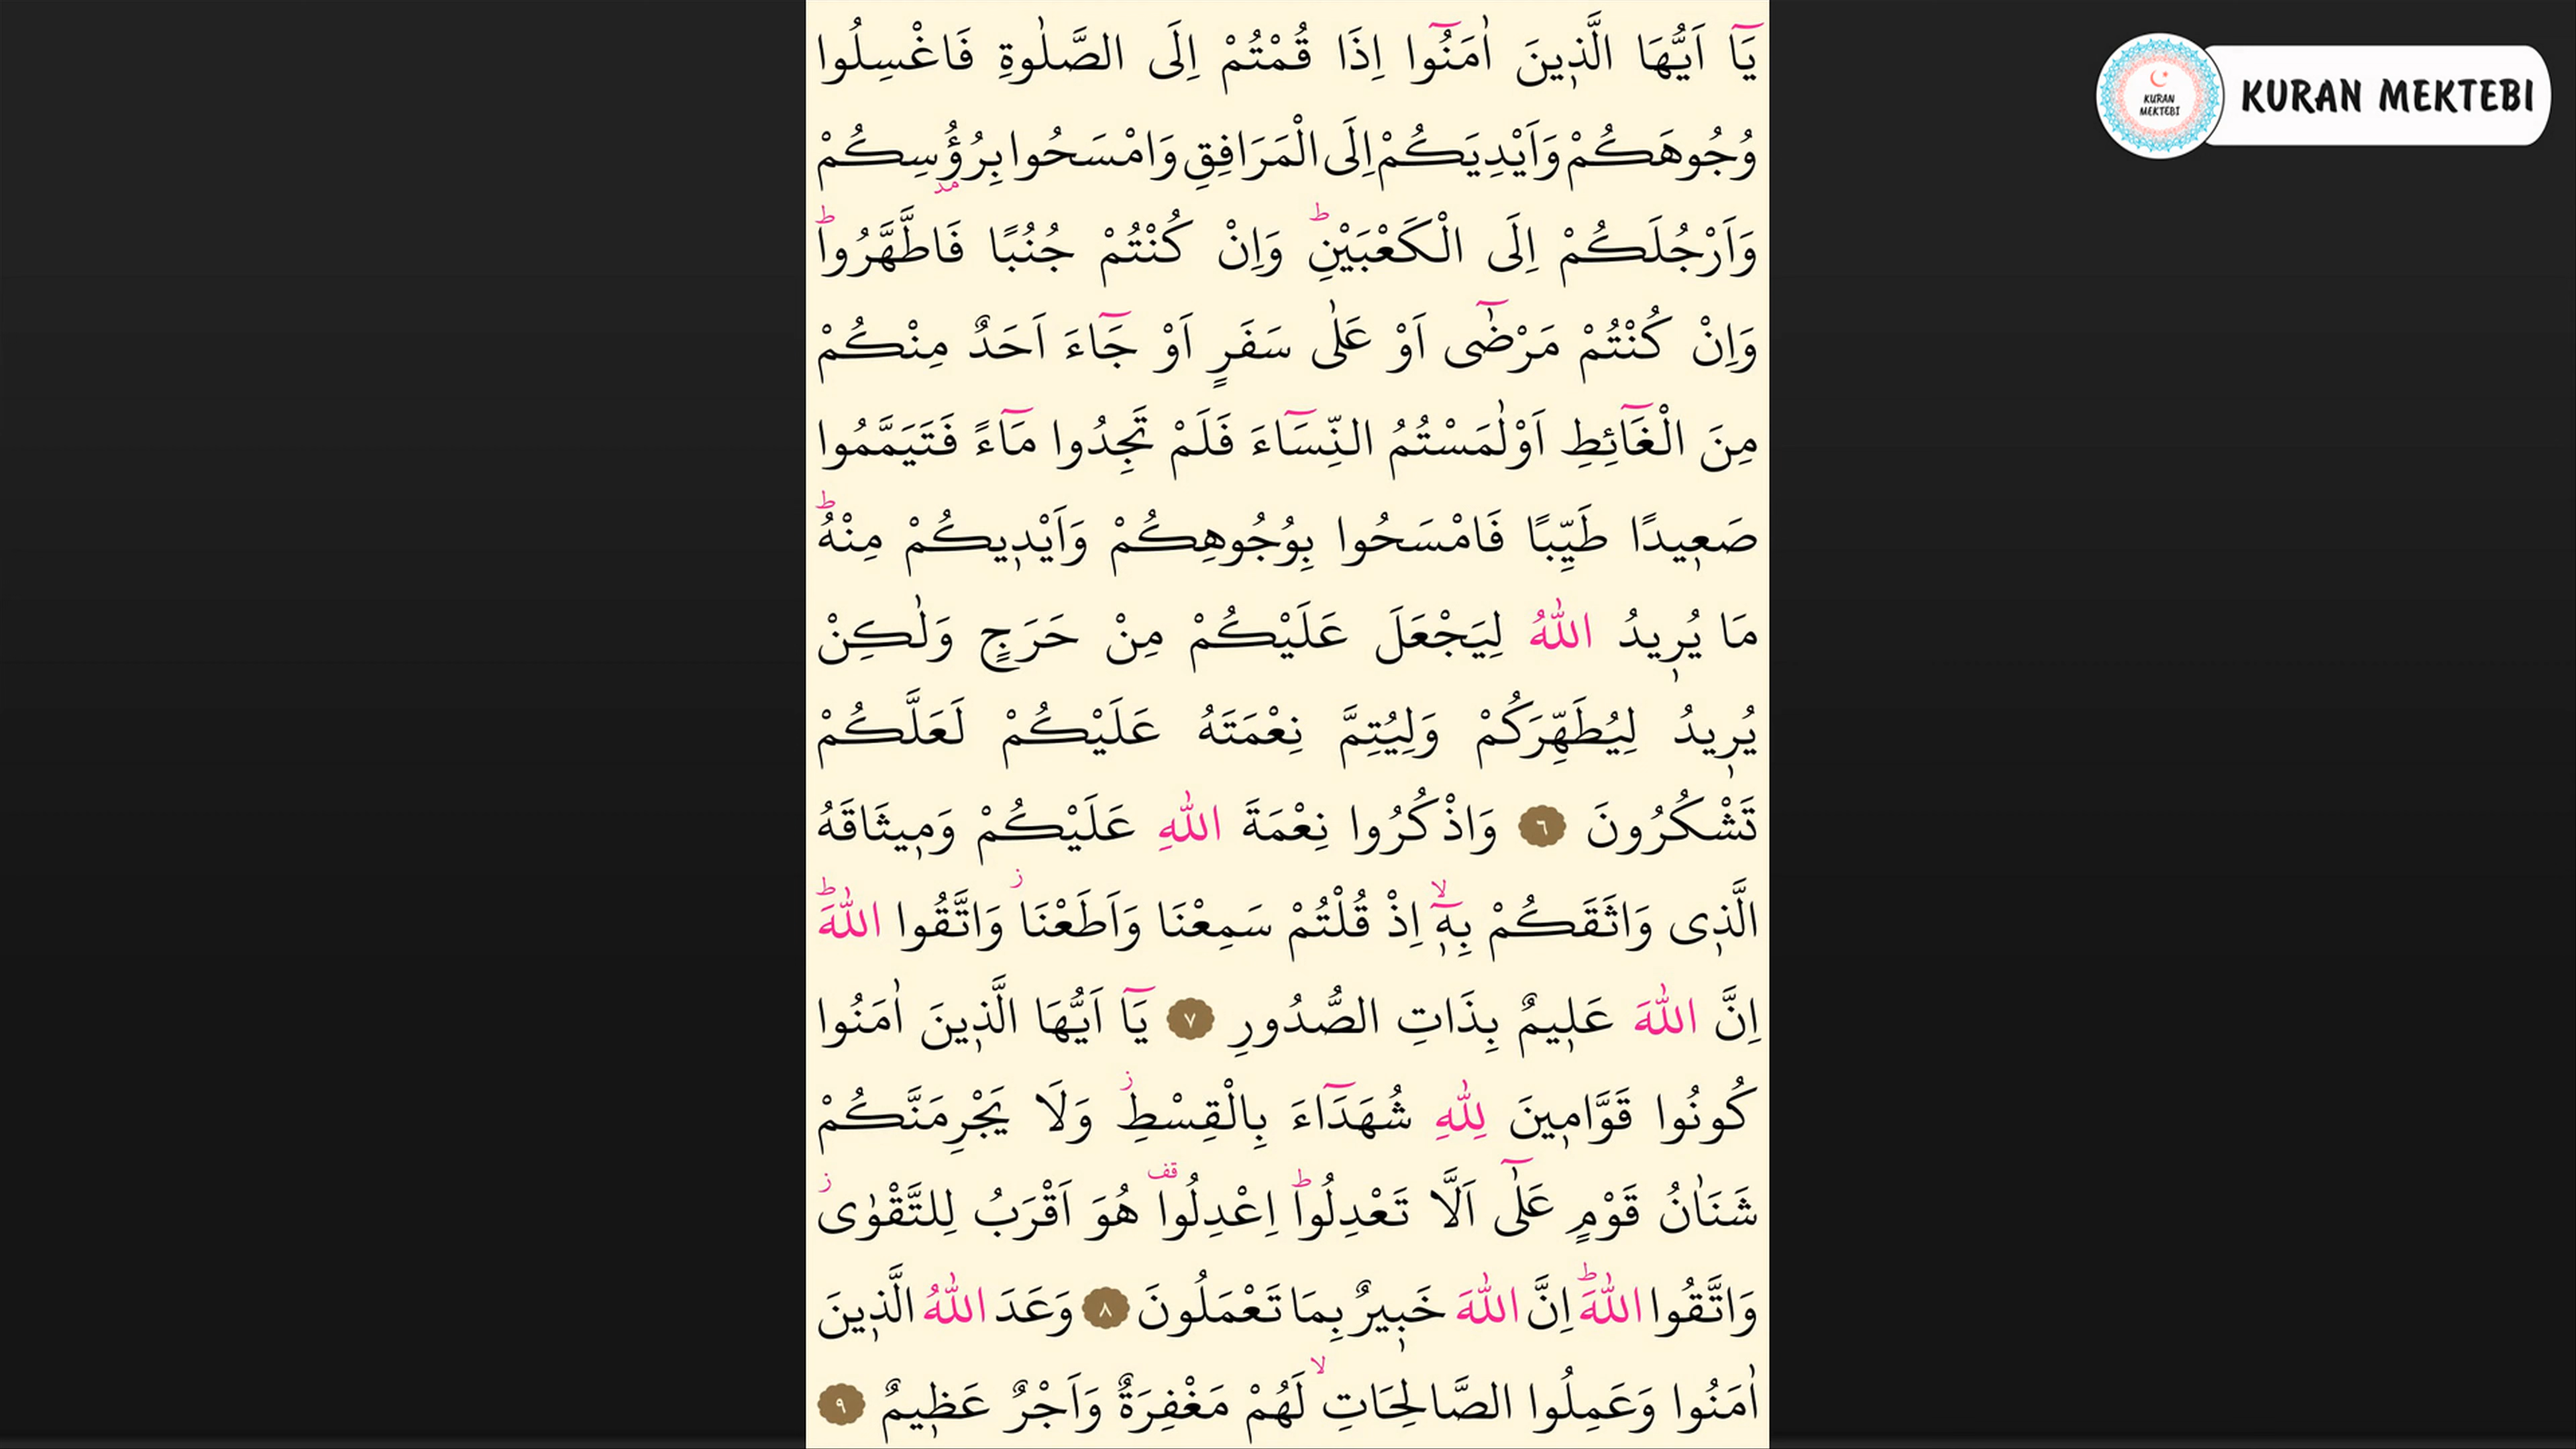 يَٓا اَيُّهَا الَّذ۪ينَ اٰمَنُٓوا اِذَا قُمْتُمْ اِلَى الصَّلٰوةِ فَاغْسِلُوا
وُجُوهَكُمْ وَاَيْدِيَكُمْ اِلَى الْمَرَافِقِ وَامْسَحُوا بِرُؤُ۫سِكُمْ
وَاَرْجُلَكُمْ اِلَى الْكَعْبَيْنِۜ وَاِنْ كُنْتُمْ جُنُبًا فَاطَّهَّرُواۜ
وَاِنْ كُنْتُمْ مَرْضٰٓى اَوْ عَلٰى سَفَرٍ اَوْ جَٓاءَ اَحَدٌ مِنْكُمْ
مِنَ الْغَٓائِطِ اَوْ لٰمَسْتُمُ النِّسَٓاءَ فَلَمْ تَجِدُوا مَٓاءً فَتَيَمَّمُوا
صَع۪يدًا طَيِّبًا فَامْسَحُوا بِوُجُوهِكُمْ وَاَيْد۪يكُمْ مِنْهُۜ
مَا يُر۪يدُ اللّٰهُ لِيَجْعَلَ عَلَيْكُمْ مِنْ حَرَجٍ وَلٰكِنْ
يُر۪يدُ لِيُطَهِّرَكُمْ وَلِيُتِمَّ نِعْمَتَهُ عَلَيْكُمْ لَعَلَّكُمْ
تَشْكُرُونَ ٦ وَاذْكُرُوا نِعْمَةَ اللّٰهِ عَلَيْكُمْ وَم۪يثَاقَهُ
الَّذ۪ى وَاثَقَكُمْ بِه۪ٓۙ اِذْ قُلْتُمْ سَمِعْنَا وَاَطَعْنَاۘ وَاتَّقُوا اللّٰهَۜ
اِنَّ اللّٰهَ عَل۪يمٌ بِذَاتِ الصُّدُورِ ٧ يَٓا اَيُّهَا الَّذ۪ينَ اٰمَنُوا
كُونُوا قَوَّام۪ينَ لِلّٰهِ شُهَدَٓاءَ بِالْقِسْطِۘ وَلَا يَجْرِمَنَّكُمْ
شَنَاٰنُ قَوْمٍ عَلٰٓى اَلَّا تَعْدِلُواۜ اِعْدِلُوا۠ هُوَ اَقْرَبُ لِلتَّقْوٰىۘ
وَاتَّقُوا اللّٰهَۜ اِنَّ اللّٰهَ خَب۪يرٌ بِمَا تَعْمَلُونَ ٨ وَعَدَ اللّٰهُ الَّذ۪ينَ
اٰمَنُوا وَعَمِلُوا الصَّالِحَاتِۙ لَهُمْ مَغْفِرَةٌ وَاَجْرٌ عَظ۪يمٌ ٩
KURAN MEKTEBI
KURAN
MEKTEBI